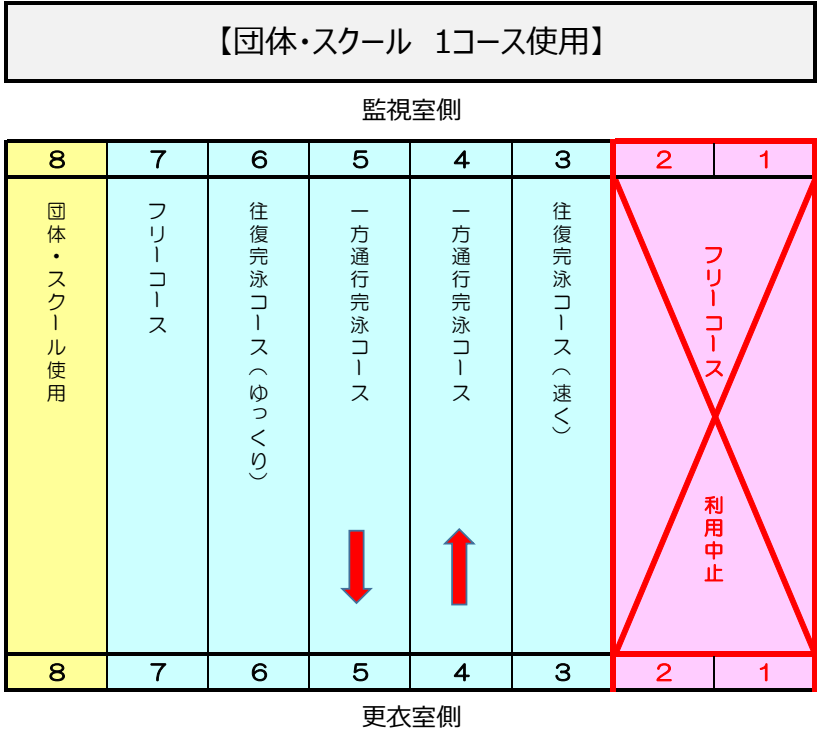 【団体・スクール 1コース使用】
監視室側
8 7 6 5 4 3 2 1
団体・スクール使用
フリーコース
往復完泳コース(ゆっくり)
一方通行完泳コース
一方通行完泳コース
往復完泳コース(速く)
フリーコース 利用中止
8 7 6 5 4 3 2 1
更衣室側